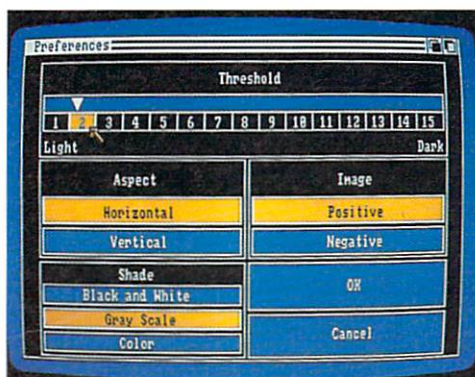 Preferences
Threshold
1 2 3 4 5 6 7 8 9 10 11 12 13 14 15
Light Dark
Aspect Image
Horizontal Positive
Vertical Negative
Shade
Black and White OK
Gray Scale
Color Cancel